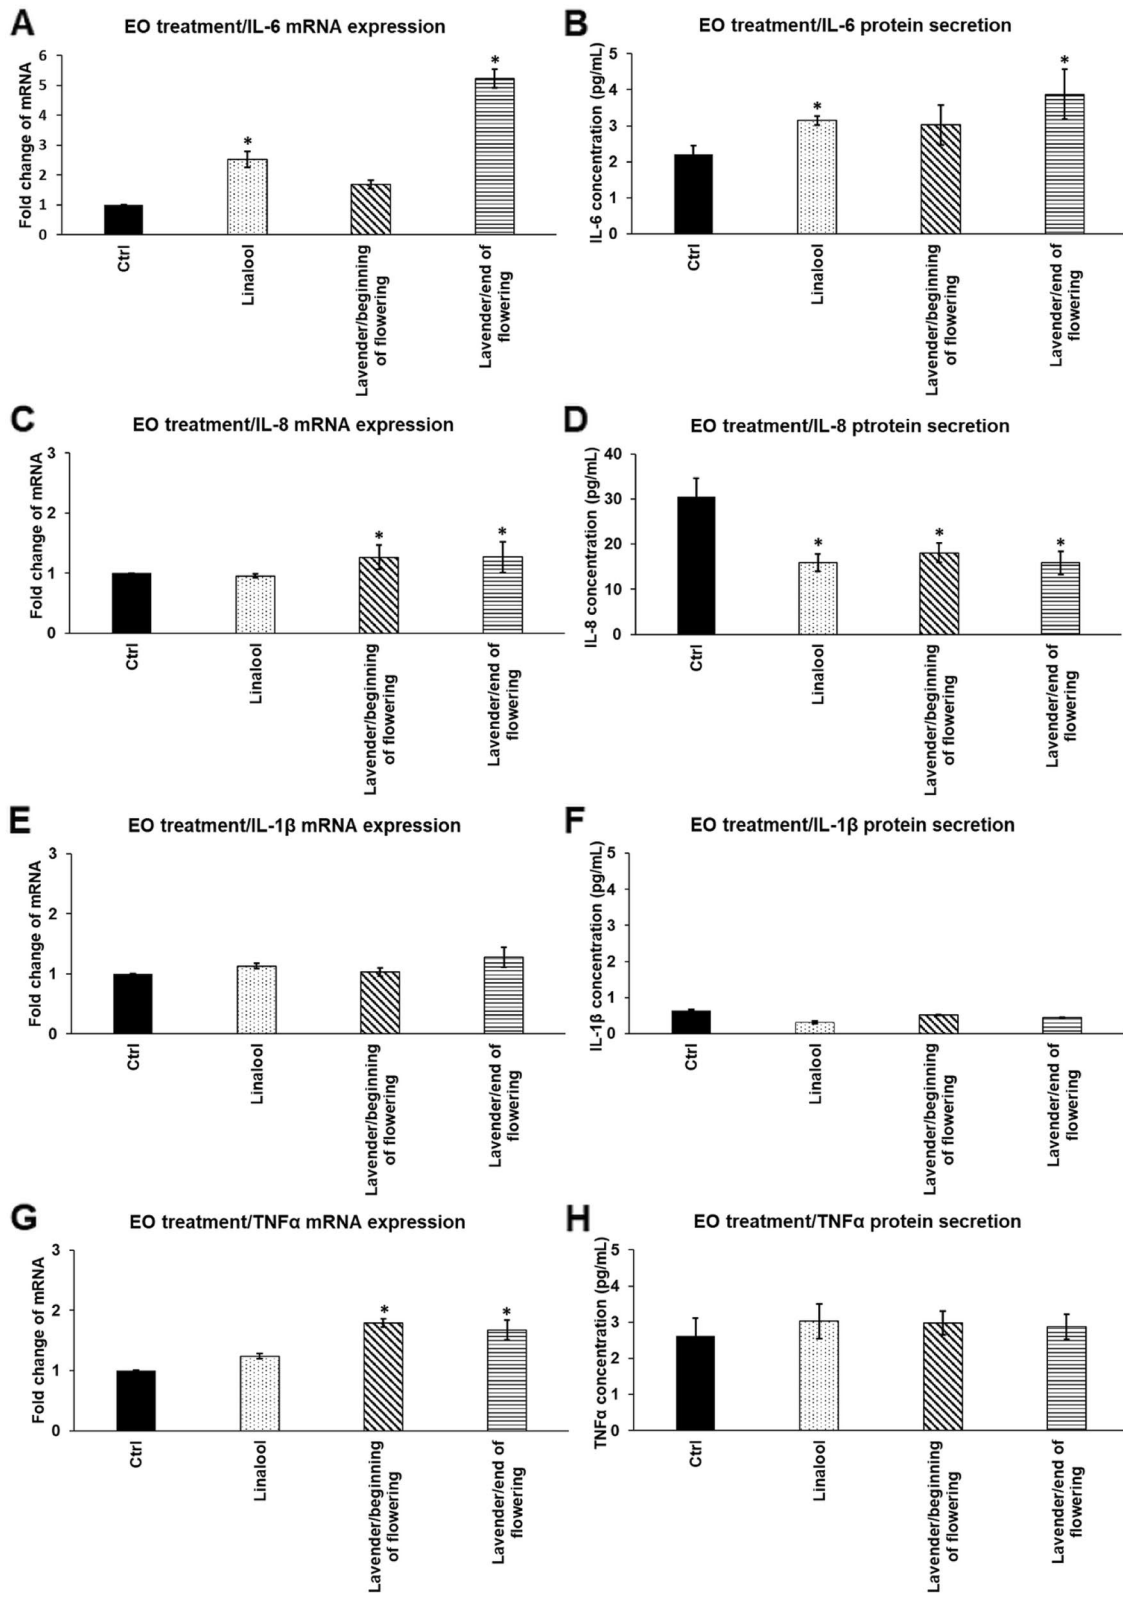 A
EO treatment/IL-6 mRNA expression
Fold change of mRNA
6
5
4
3
2
1
0
*
*
Ctrl
Linalool
Lavender/beginning
of flowering
Lavender/end of
flowering
B
EO treatment/IL-6 protein secretion
IL-6 concentration (pg/mL)
5
4
3
2
1
0
*
*
Ctrl
Linalool
Lavender/beginning
of flowering
Lavender/end of
flowering
C
EO treatment/IL-8 mRNA expression
Fold change of mRNA
3
2
1
0
*
*
Ctrl
Linalool
Lavender/beginning
of flowering
Lavender/end of
flowering
D
EO treatment/IL-8 ptrotein secretion
IL-8 concentration (pg/mL)
40
30
20
10
0
*
*
*
Ctrl
Linalool
Lavender/beginning
of flowering
Lavender/end of
flowering
E
EO treatment/IL-1β mRNA expression
Fold change of mRNA
3
2
1
0
Ctrl
Linalool
Lavender/beginning
of flowering
Lavender/end of
flowering
F
EO treatment/IL-1β protein secretion
IL-1β concentration (pg/mL)
5
4
3
2
1
0
Ctrl
Linalool
Lavender/beginning
of flowering
Lavender/end of
flowering
G
EO treatment/TNFα mRNA expression
Fold change of mRNA
3
2
1
0
*
*
Ctrl
Linalool
Lavender/beginning
of flowering
Lavender/end of
flowering
H
EO treatment/TNFα protein secretion
TNFα concentration (pg/mL)
5
4
3
2
1
0
Ctrl
Linalool
Lavender/beginning
of flowering
Lavender/end of
flowering